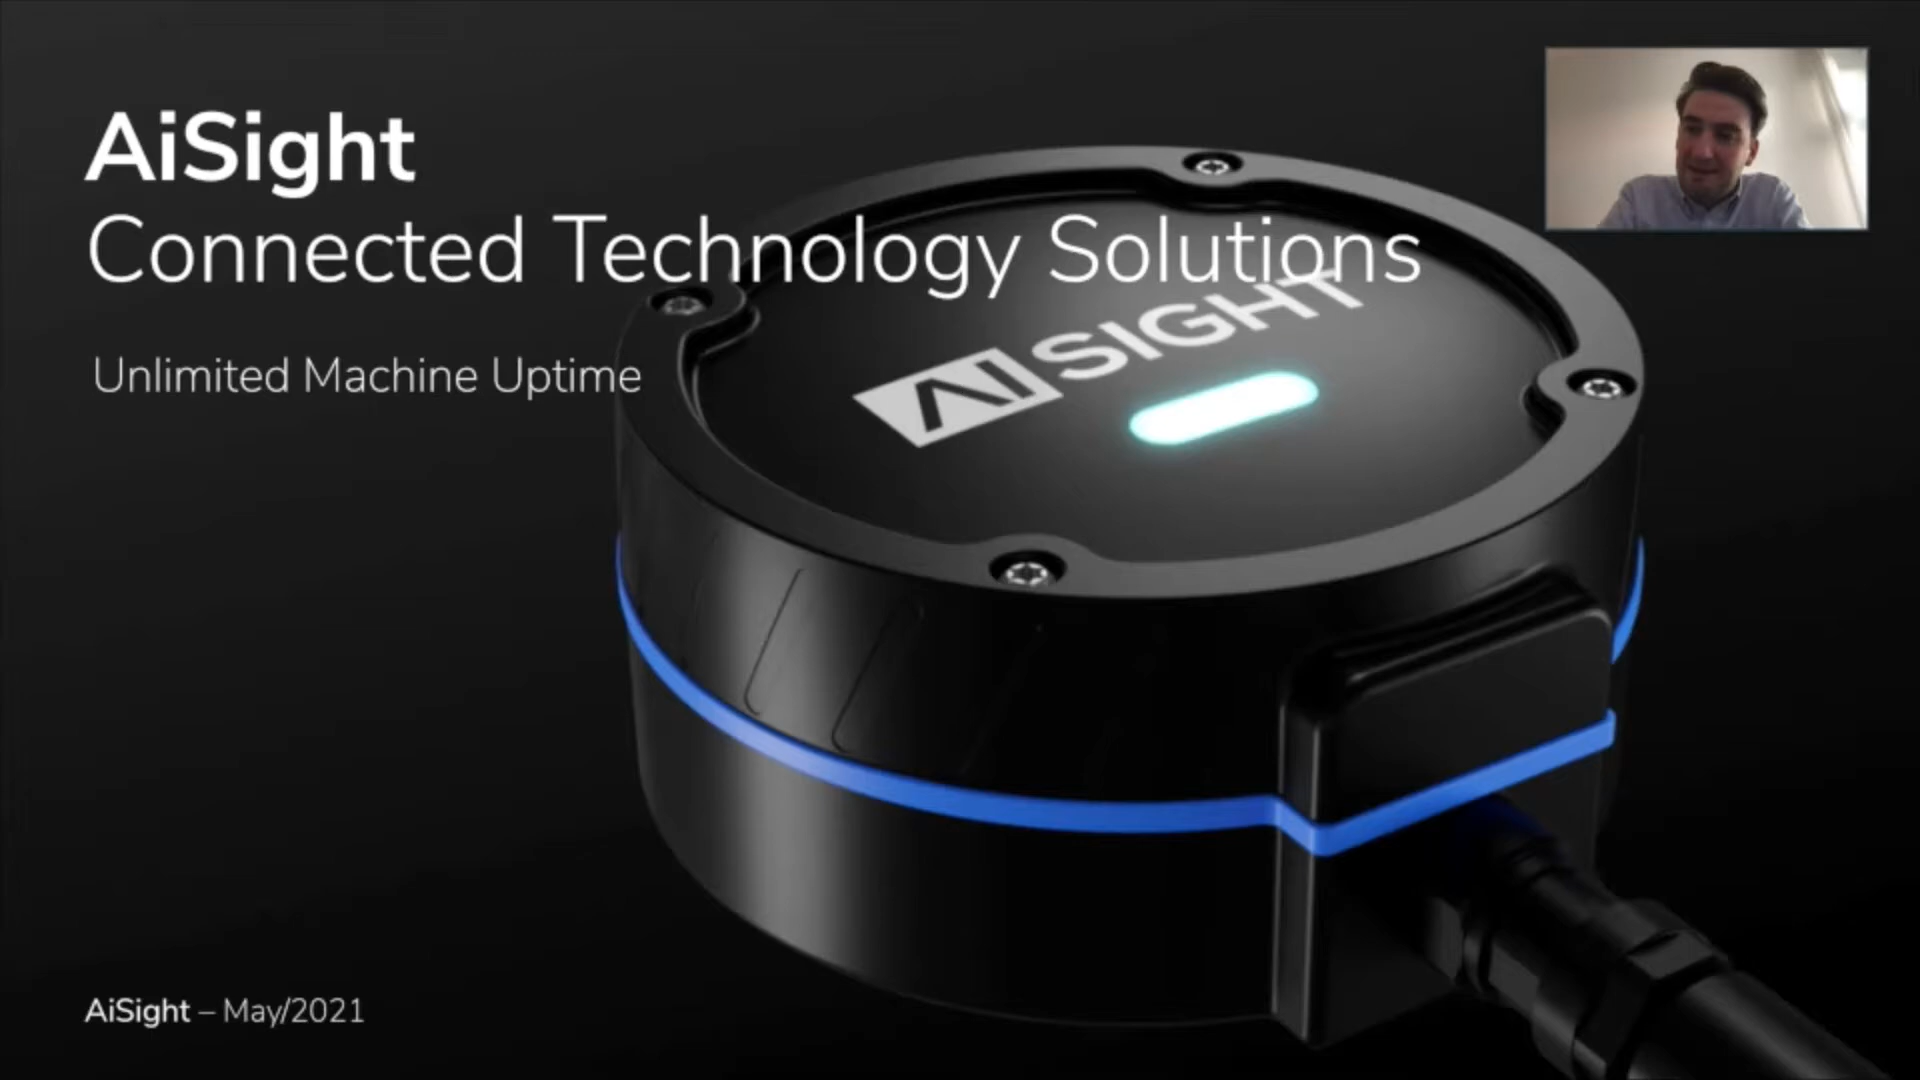 AiSight
Connected Technology Solutions
Unlimited Machine Uptime
AISIGHT
AiSight – May/2021